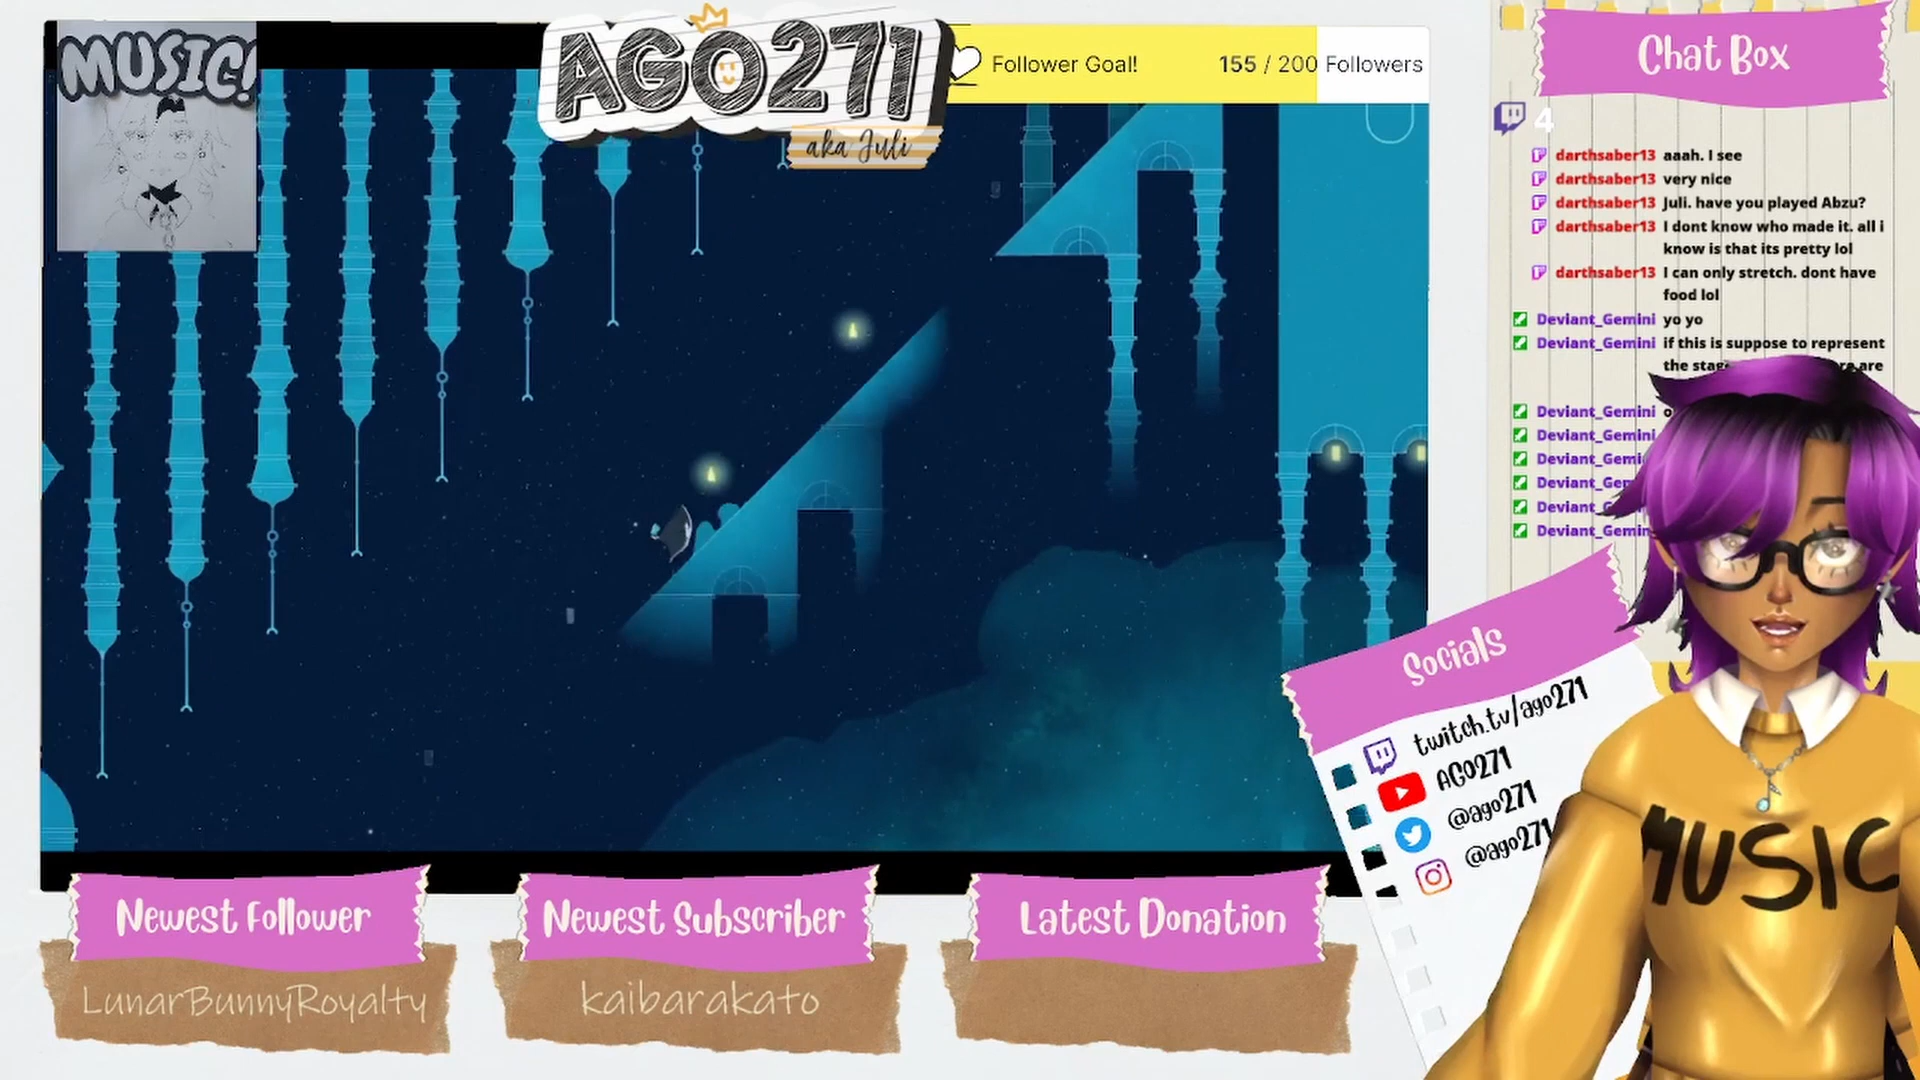 MUSIC!
AGO271
aka Juli
Follower Goal! 155 / 200 Followers
Chat Box
4
darthsaber13 aaah. I see
darthsaber13 very nice
darthsaber13 Juli. have you played Abzu?
darthsaber13 I dont know who made it. all i
know is that its pretty lol
darthsaber13 I can only stretch. dont have
food lol
Deviant_Gemini yo yo
Deviant_Gemini if this is suppose to represent
the are
Deviant_Gemini
Deviant_Gemini
Socials
twitch.tv/ago271
AGO271
@ago271
@ago271
MUSIC
Newest Follower
LunarBunnyRoyalty
Newest Subscriber
kaibarakato
Latest Donation